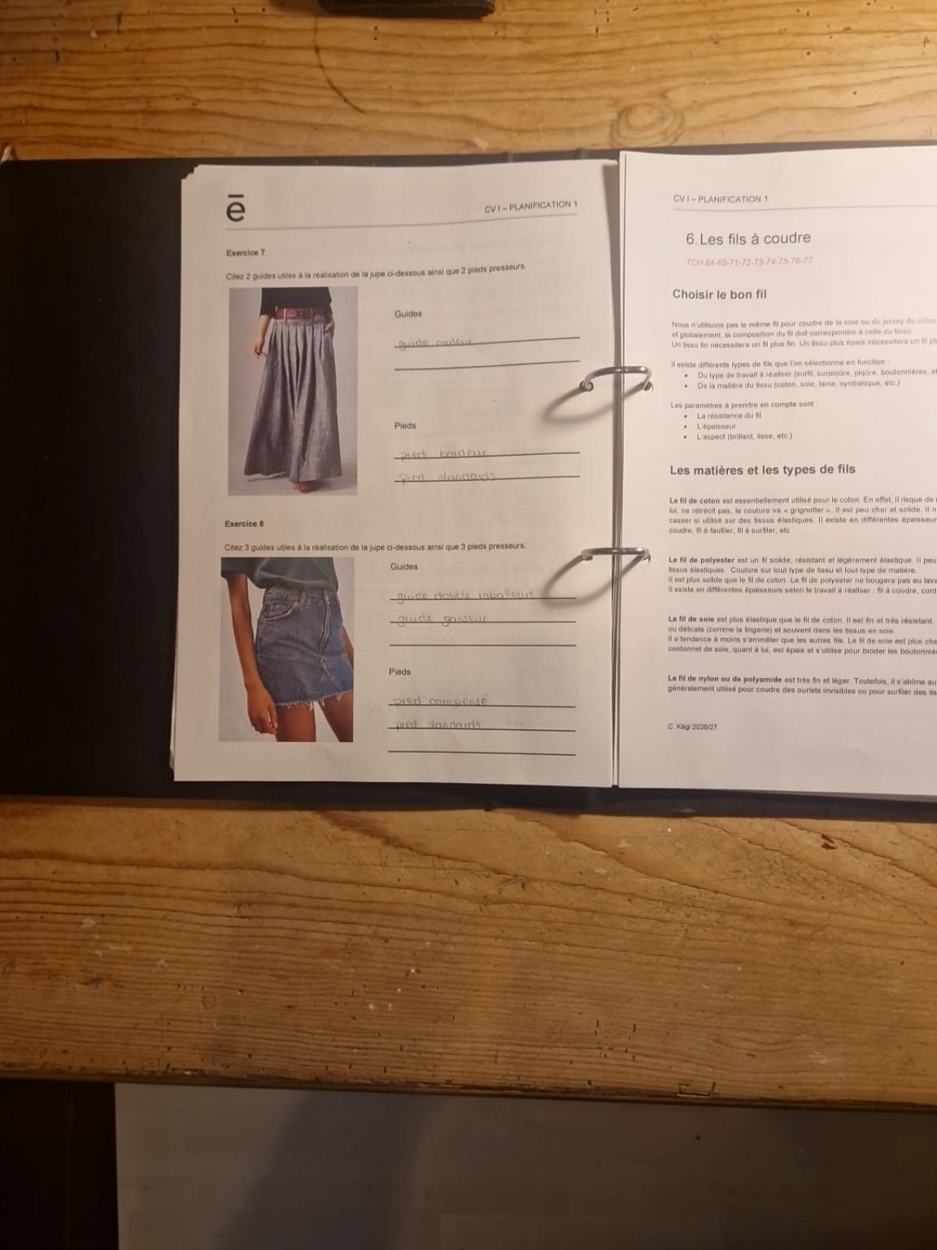 ē
CV I – PLANIFICATION 1
Exercice 7
Citez 2 guides utiles à la réalisation de la jupe ci-dessous ainsi que 2 pieds presseurs.
Guides
guide
Pieds
pied bordeur
pied standards
Exercice 8
Citez 3 guides utiles à la réalisation de la jupe ci-dessous ainsi que 3 pieds presseurs.
Guides
guide double
guide
Pieds
pied compensé
pied standards
CV I – PLANIFICATION 1
6. Les fils à coudre
TCH 64-65-71-72-73-74-75-76-77
Choisir le bon fil
Nous n'utilisons pas le même fil pour coudre de la soie ou du jersey de coton
et globalement, la composition du fil doit correspondre à celle du tissu.
Un tissu fin nécessitera un fil plus fin. Un tissu plus épais nécessitera un fil
Il existe différents types de fils que l'on sélectionne en fonction :
• Du type de travail à réaliser (surfil, surpiqûre, piqûre, boutonnières,
• De la matière du tissu (coton, soie, laine, synthétique, etc.)
Les paramètres à prendre en compte sont :
• La résistance du fil
• L'épaisseur
• L'aspect (brillant, lisse, etc.)
Les matières et les types de fils
Le fil de coton est essentiellement utilisé pour le coton. En effet, il risque de
lui, ne rétrécit pas, la couture va « grignotter ». Il est peu cher et solide. Il
casser si utilisé sur des tissus élastiques. Il existe en différentes épaisseur
coudre, fil à faufiler, fil à surfiler, etc
Le fil de polyester est un fil solide, résistant et légèrement élastique. Il peu
tissus élastiques. Couture sur tout type de tissu et tout type de matière.
Il est plus solide que le fil de coton. Le fil de polyester ne bougera pas au lava
Il existe en différentes épaisseurs selon le travail à réaliser : fil à coudre, cord
Le fil de soie est plus élastique que le fil de coton. Il est fin et très résistant.
ou délicats (comme la lingerie) et souvent dans les tissus en soie.
Il a tendance à moins s'emmêler que les autres fils. Le fil de soie est plus che
cordonnet de soie, quant à lui, est épais et s'utilise pour broder les boutonniè
Le fil de nylon ou de polyamide est très fin et léger. Toutefois, il s'abîme au
généralement utilisé pour coudre des ourlets invisibles ou pour surfiler des tis
C. Kägi 2026/27